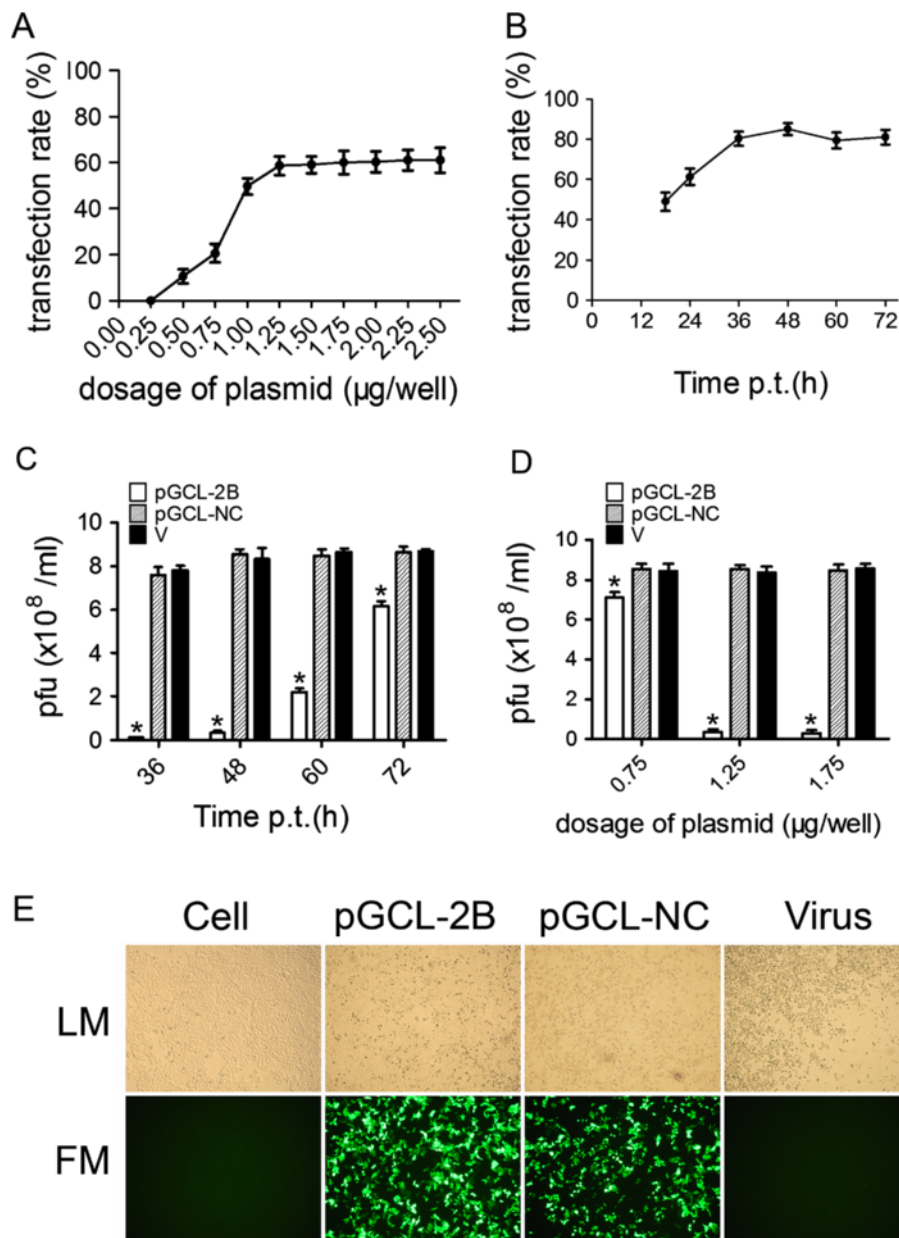 A
transfection rate (%)
100
80
60
40
20
0
0.00
0.25
0.50
0.75
1.00
1.25
1.50
1.75
2.00
2.25
2.50
dosage of plasmid (µg/well)
B
transfection rate (%)
100
80
60
40
20
0
0
12
24
36
48
60
72
Time p.t.(h)
C
pGCL-2B
pGCL-NC
V
pfu (x10⁸ /ml)
10
8
6
4
2
0
*
*
*
*
36
48
60
72
Time p.t.(h)
D
pGCL-2B
pGCL-NC
V
pfu (x10⁸ /ml)
10
8
6
4
2
0
*
*
*
0.75
1.25
1.75
dosage of plasmid (µg/well)
E
Cell
pGCL-2B
pGCL-NC
Virus
LM
FM